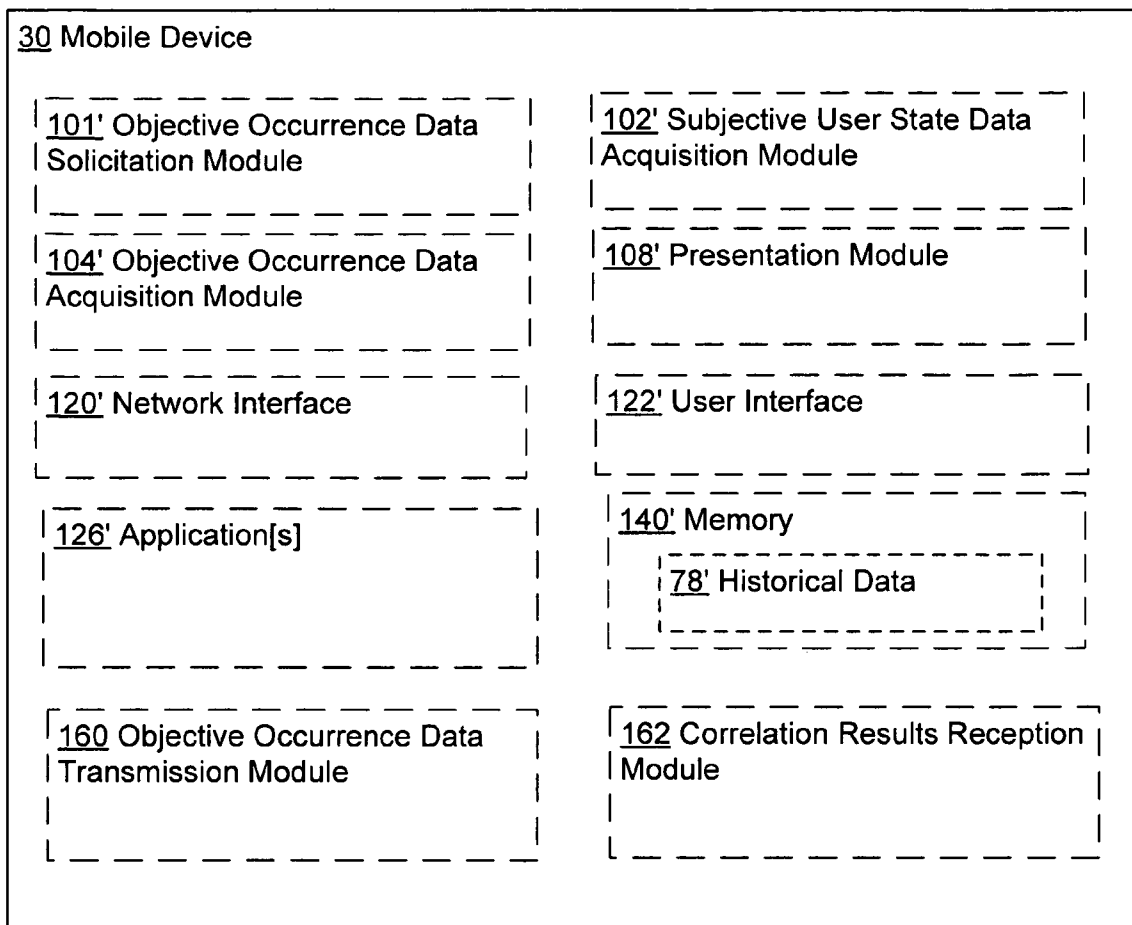 30 Mobile Device
101' Objective Occurrence Data
Solicitation Module
102' Subjective User State Data
Acquisition Module
104' Objective Occurrence Data
Acquisition Module
108' Presentation Module
120' Network Interface
122' User Interface
126' Application[s]
140' Memory
78' Historical Data
160 Objective Occurrence Data
Transmission Module
162 Correlation Results Reception
Module